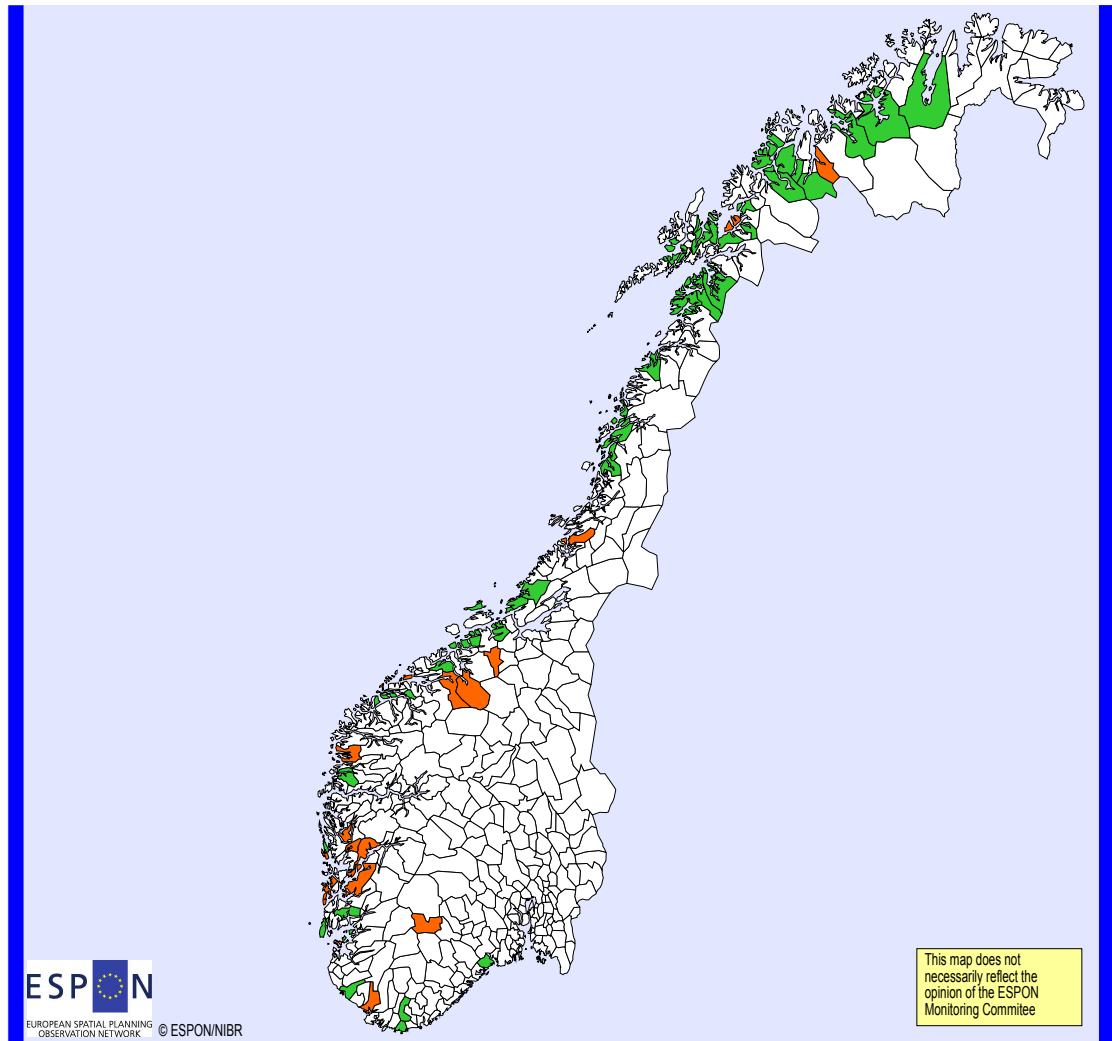 This map does not
necessarily reflect the
opinion of the ESPON
Monitoring Commitee
ESPON
EUROPEAN SPATIAL PLANNING
OBSERVATION NETWORK
© ESPON/NIBR